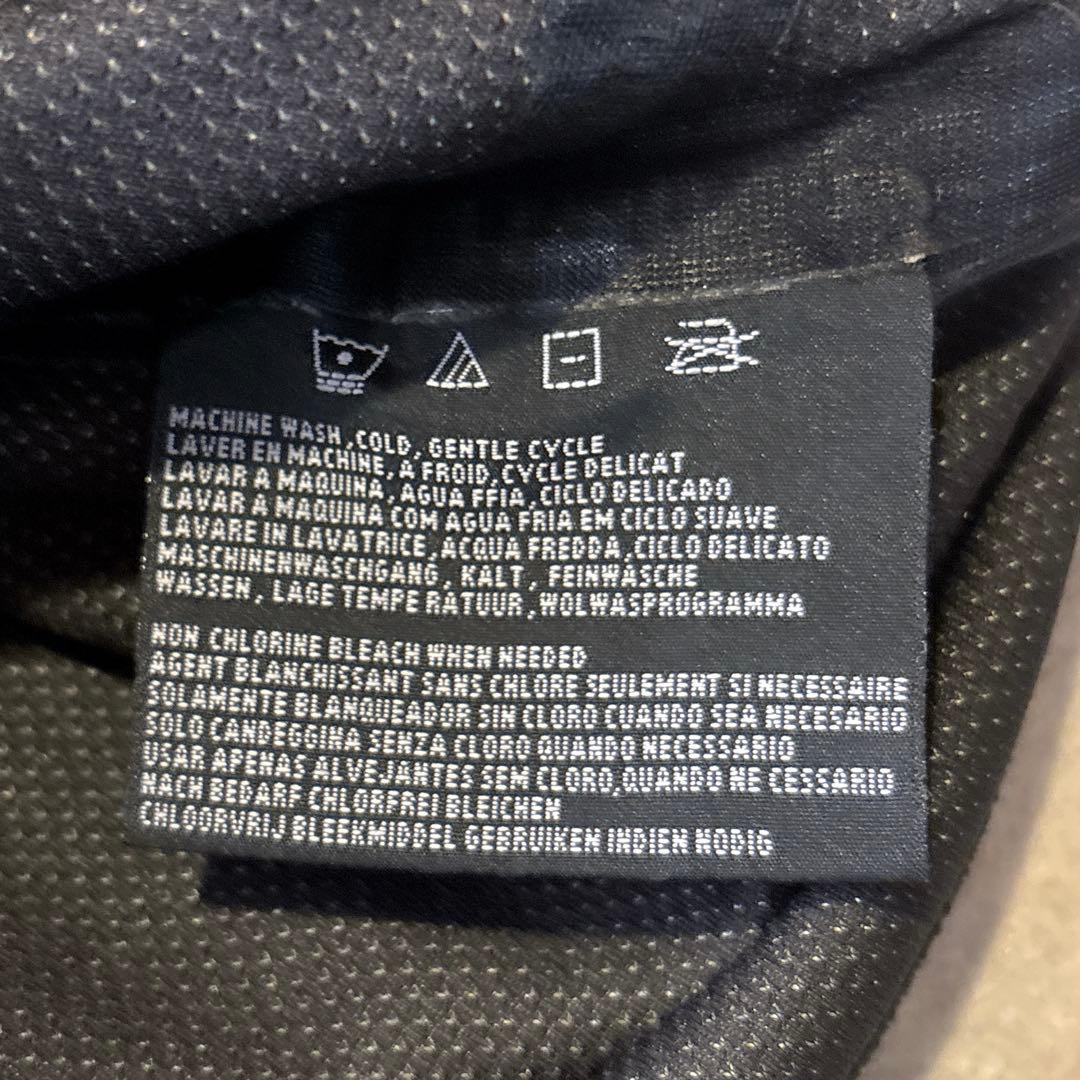 MACHINE WASH ,COLD, GENTLE CYCLE
LAVER EN MACHINE, A FROID, CYCLE DELICAT
LAVAR A MAQUINA, AGUA FFIA, CICLO DELICADO
LAVAR A MAQUINA COM AGUA FRIA EM CICLO SUAVE
LAVARE IN LAVATRICE, ACQUA FREDDA, CICLO DELICATO
MASCHINENWASCHGANG, KALT, FEINWASCHE
WASSEN, LAGE TEMPE RATUUR, WOLWASPROGRAMMA
NON CHLORINE BLEACH WHEN NEEDED
AGENT BLANCHISSANT SANS CHLORE SEULEMENT SI NECESSAIRE
SOLAMENTE BLANQUEADOR SIN CLORO CUANDO SEA NECESARIO
SOLO CANDEGGINA SENZA CLORO QUANDO NECESSARIO
USAR APENAS ALVEJANTES SEM CLORO, QUANDO NE CESSARIO
NACH BEDARF CHLORFREI BLEICHEN
CHLOORVRIJ BLEEKMIDDEL GEBRUIKEN INDIEN NODIG